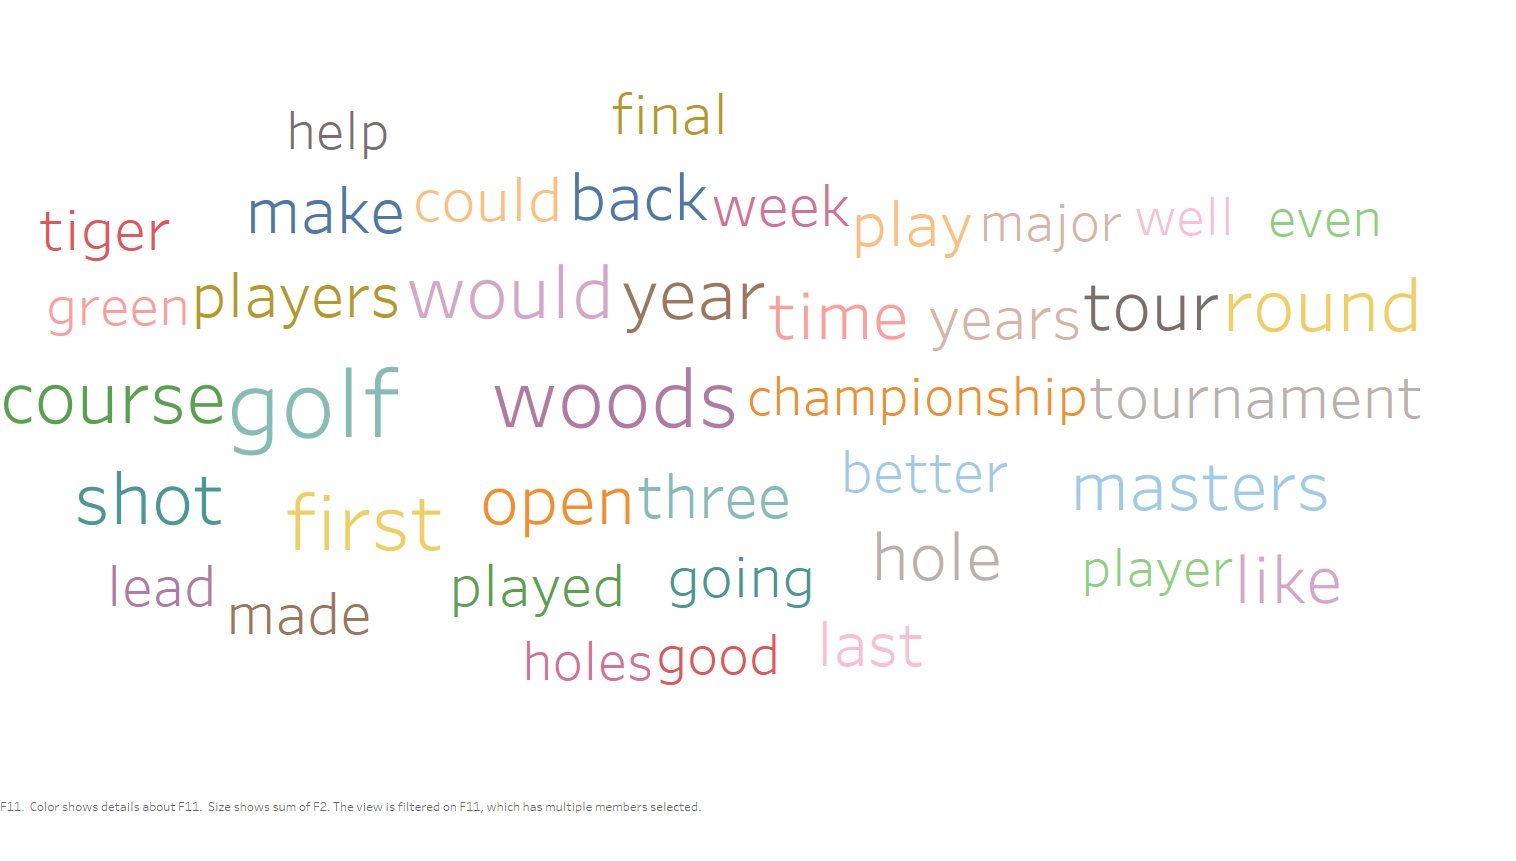 help final
tiger make could back week play major well even
green players would year time years tour round
course golf woods championship tournament
shot first open three better masters
lead made played going hole player like
holes good last
F11. Color shows details about F11. Size shows sum of F2. The view is filtered on F11, which has multiple members selected.